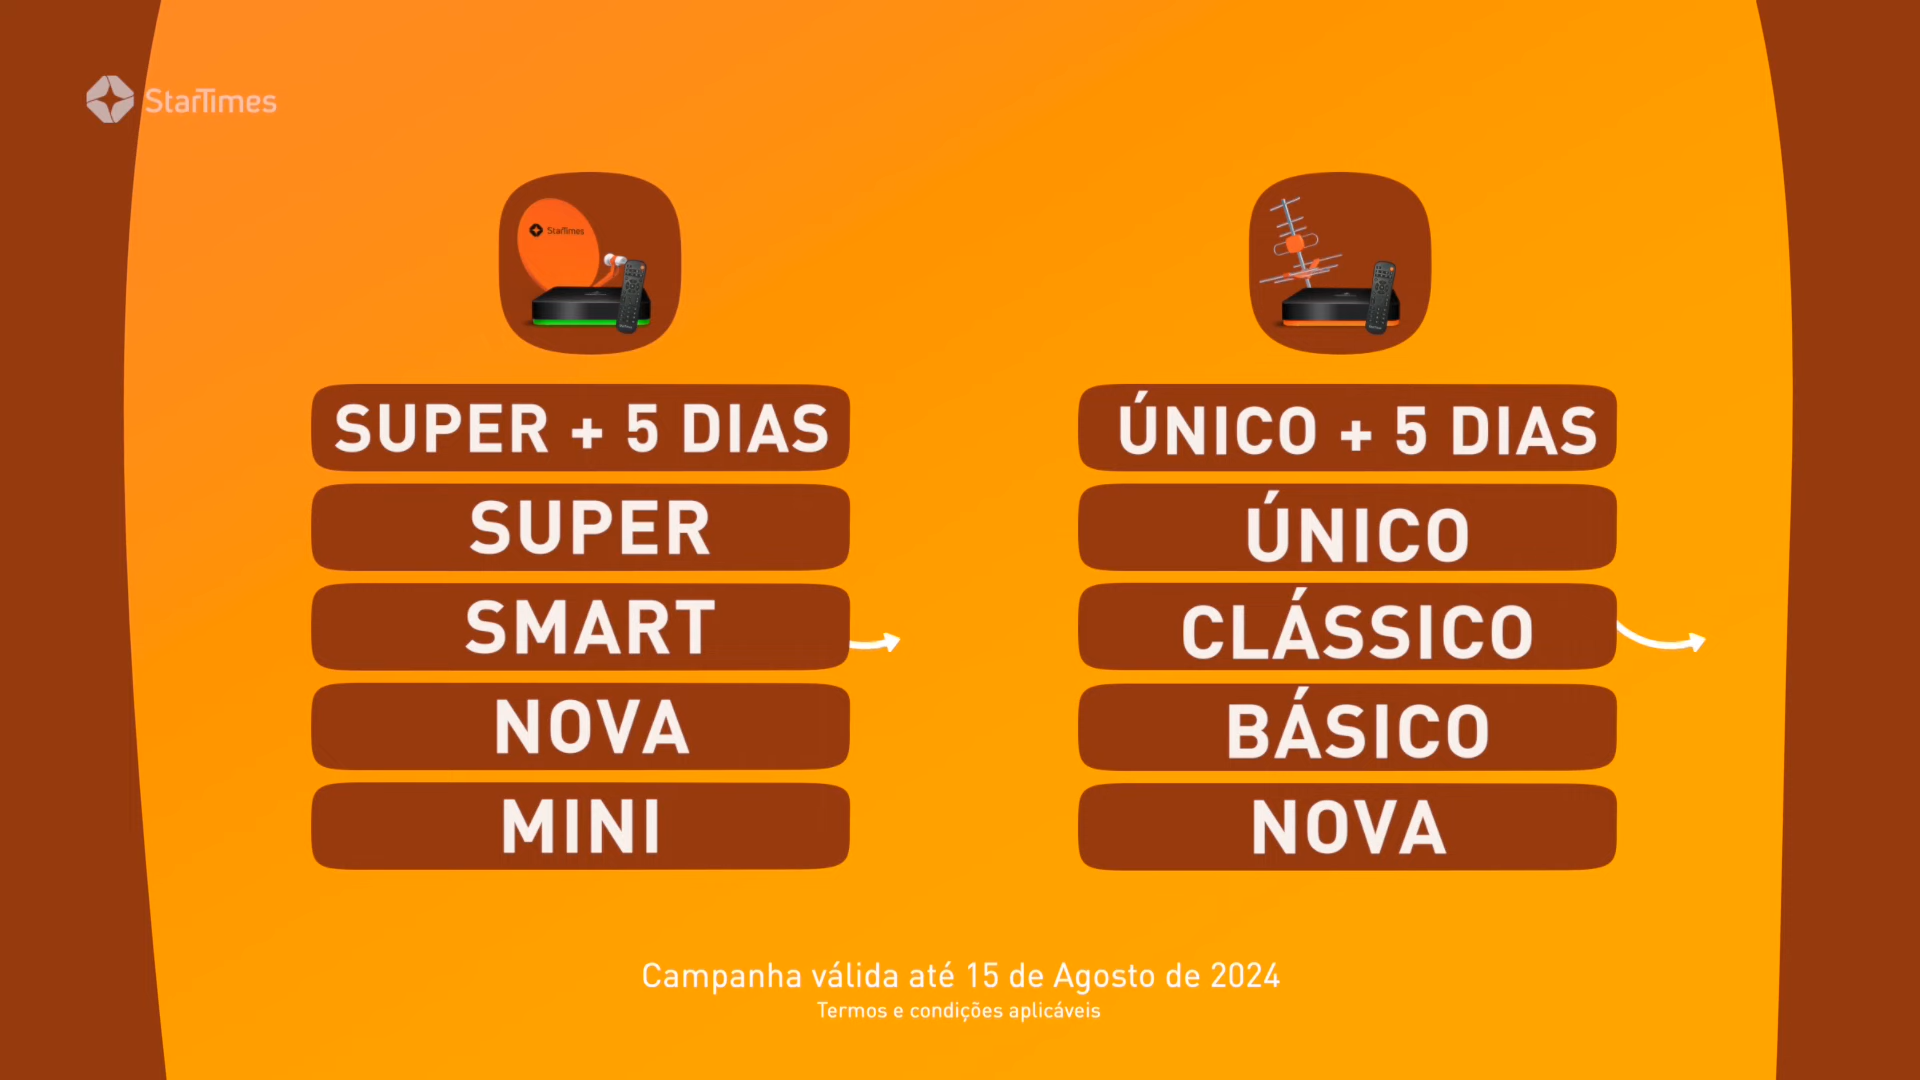 StarTimes
StarTimes
SUPER + 5 DIAS
SUPER
SMART
NOVA
MINI
ÚNICO + 5 DIAS
ÚNICO
CLÁSSICO
BÁSICO
NOVA
Campanha válida até 15 de Agosto de 2024
Termos e condições aplicáveis